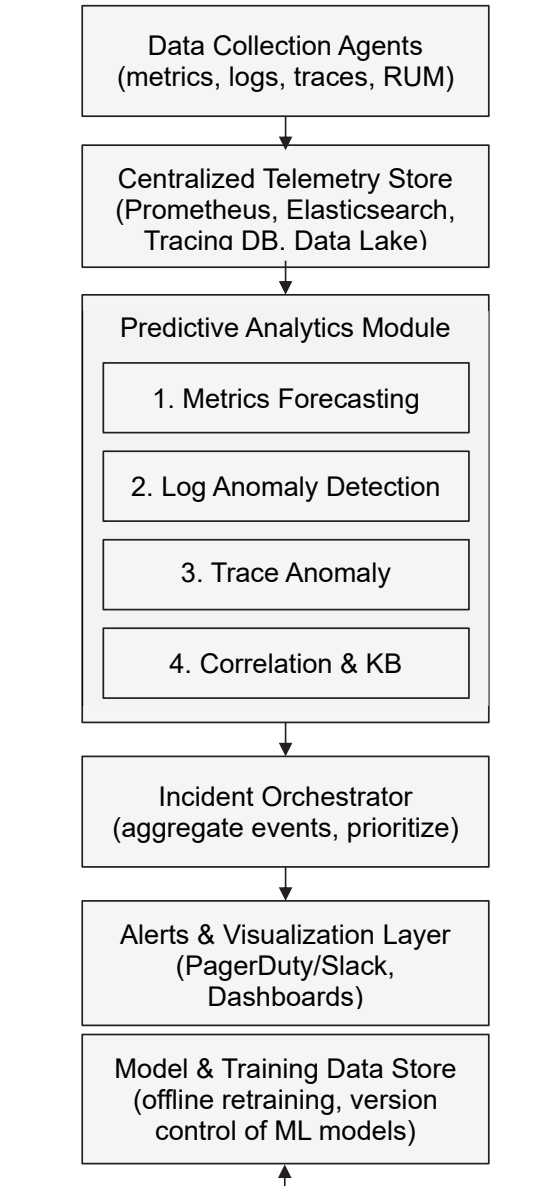 Data Collection Agents
(metrics, logs, traces, RUM)
Centralized Telemetry Store
(Prometheus, Elasticsearch,
Tracing DB, Data Lake)
Predictive Analytics Module
1. Metrics Forecasting
2. Log Anomaly Detection
3. Trace Anomaly
4. Correlation & KB
Incident Orchestrator
(aggregate events, prioritize)
Alerts & Visualization Layer
(PagerDuty/Slack,
Dashboards)
Model & Training Data Store
(offline retraining, version
control of ML models)